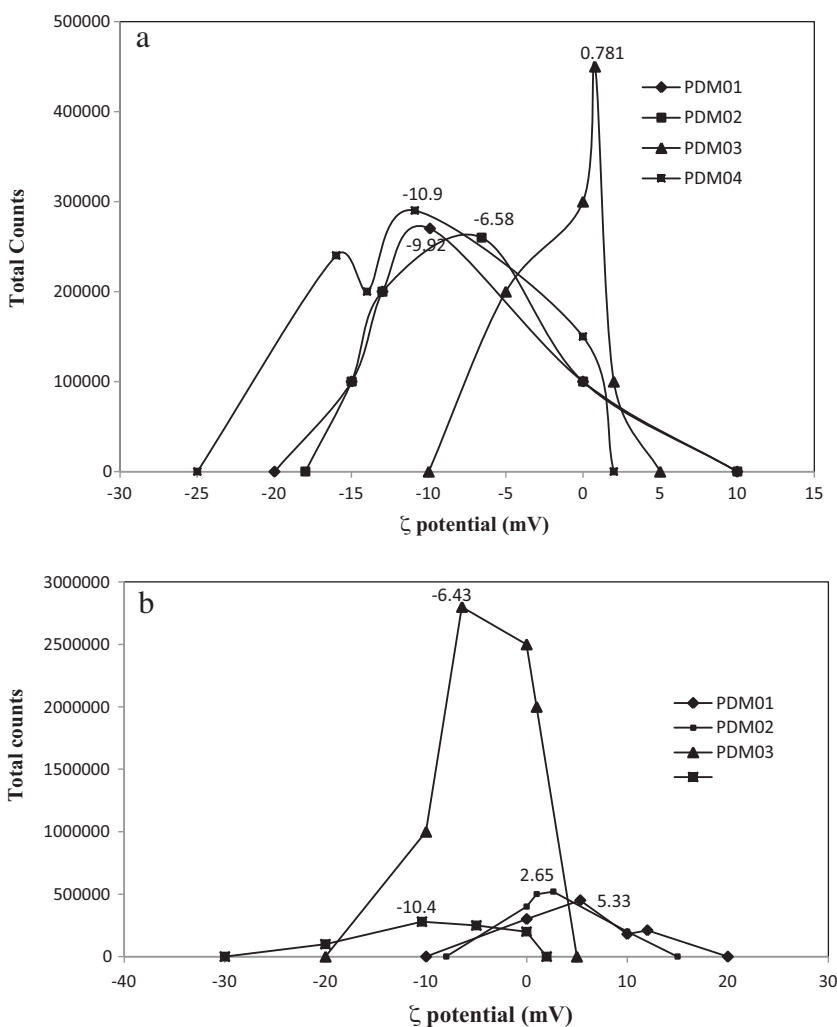 a
500000
400000
300000
200000
100000
0
Total Counts
0.781
-10.9
-6.58
-9.92
PDM01
PDM02
PDM03
PDM04
-30 -25 -20 -15 -10 -5 0 5 10 15
ζ potential (mV)
b
3000000
2500000
2000000
1500000
1000000
500000
0
Total counts
-6.43
2.65
5.33
-10.4
PDM01
PDM02
PDM03
-40 -30 -20 -10 0 10 20 30
ζ potential (mV)